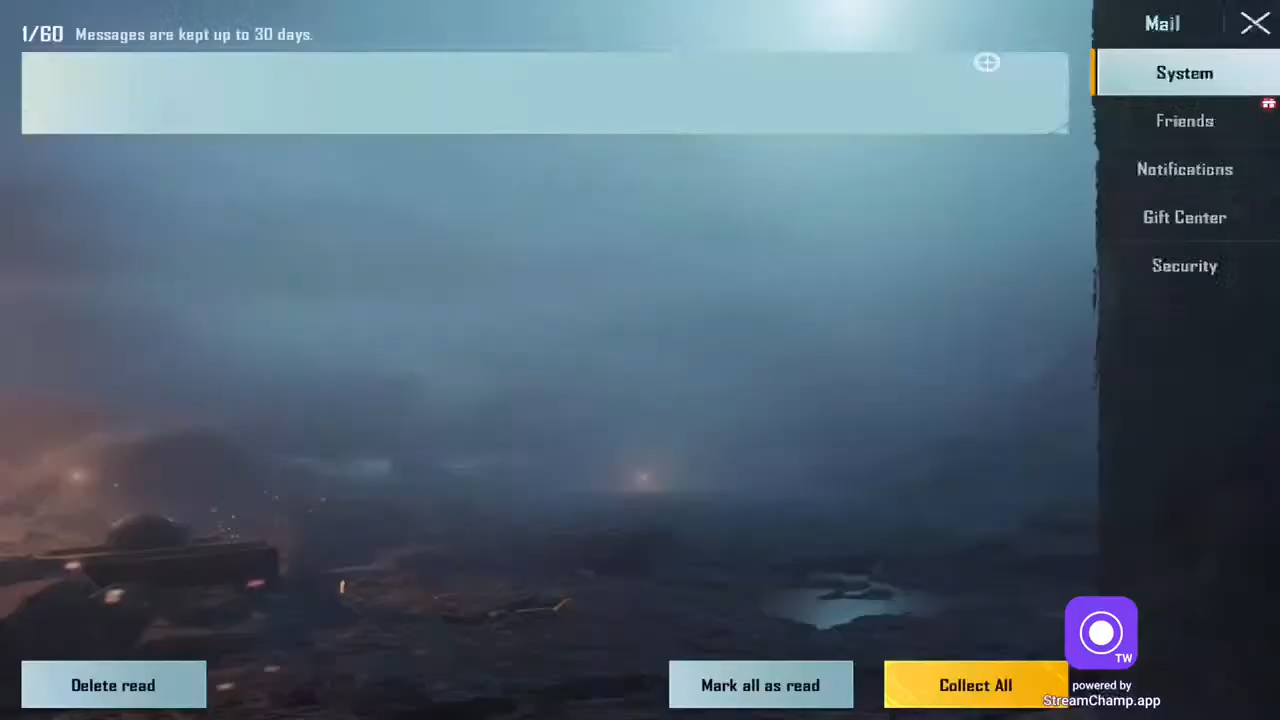 1/60 Messages are kept up to 30 days.
Mail
System
Friends
Notifications
Gift Center
Security
Delete read
Mark all as read
Collect All
TW
powered by
StreamChamp.app